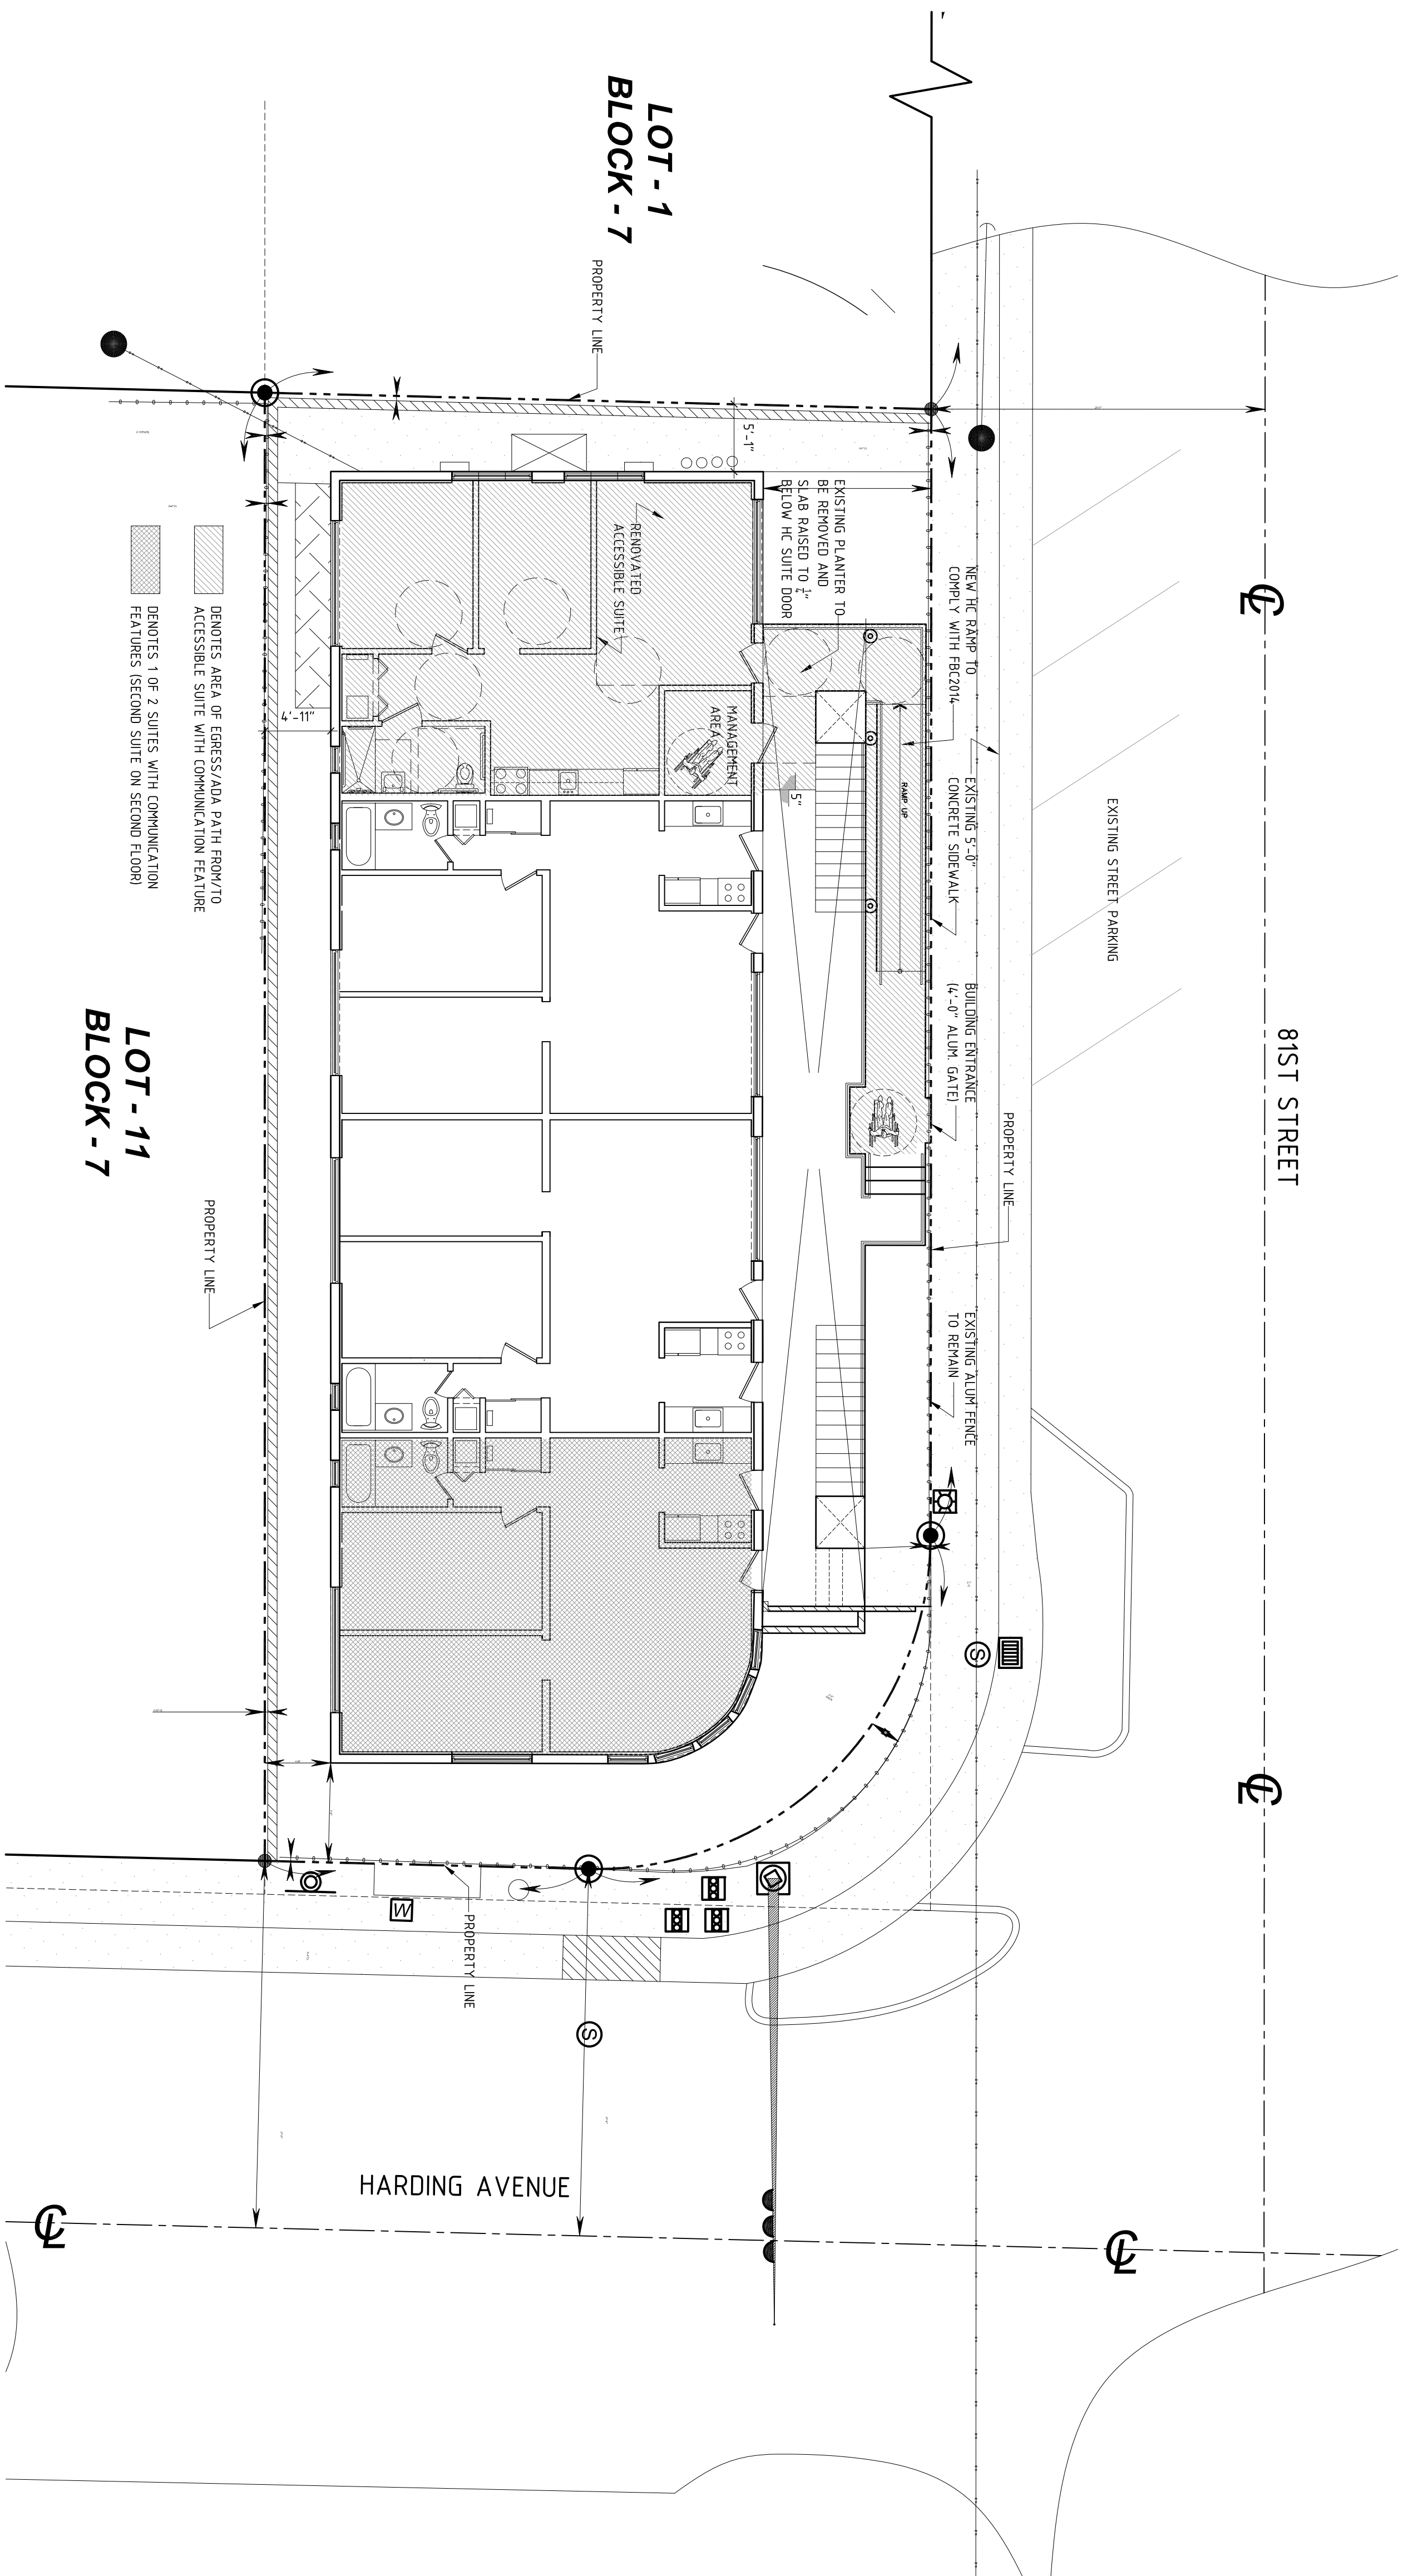 LOT - 1
BLOCK - 7
PROPERTY LINE
5'-1"
EXISTING PLANTER TO
BE REMOVED AND
SLAB RAISED TO 1/4"
BELOW HC SUITE DOOR
RENOVATED
ACCESSIBLE SUITE
MANAGEMENT
AREA
5"
4'-11"
NEW HC RAMP TO
COMPLY WITH FBC2014
RAMP UP
EXISTING 5'-0"
CONCRETE SIDEWALK
BUILDING ENTRANCE
(4'-0" ALUM. GATE)
EXISTING STREET PARKING
81ST STREET
PROPERTY LINE
EXISTING ALUM FENCE
TO REMAIN
DENOTES AREA OF EGRESS/ADA PATH FROM/TO
ACCESSIBLE SUITE WITH COMMUNICATION FEATURE
DENOTES 1 OF 2 SUITES WITH COMMUNICATION
FEATURES (SECOND SUITE ON SECOND FLOOR)
LOT - 11
BLOCK - 7
PROPERTY LINE
PROPERTY LINE
S
W
S
HARDING AVENUE
CL
CL
CL
CL